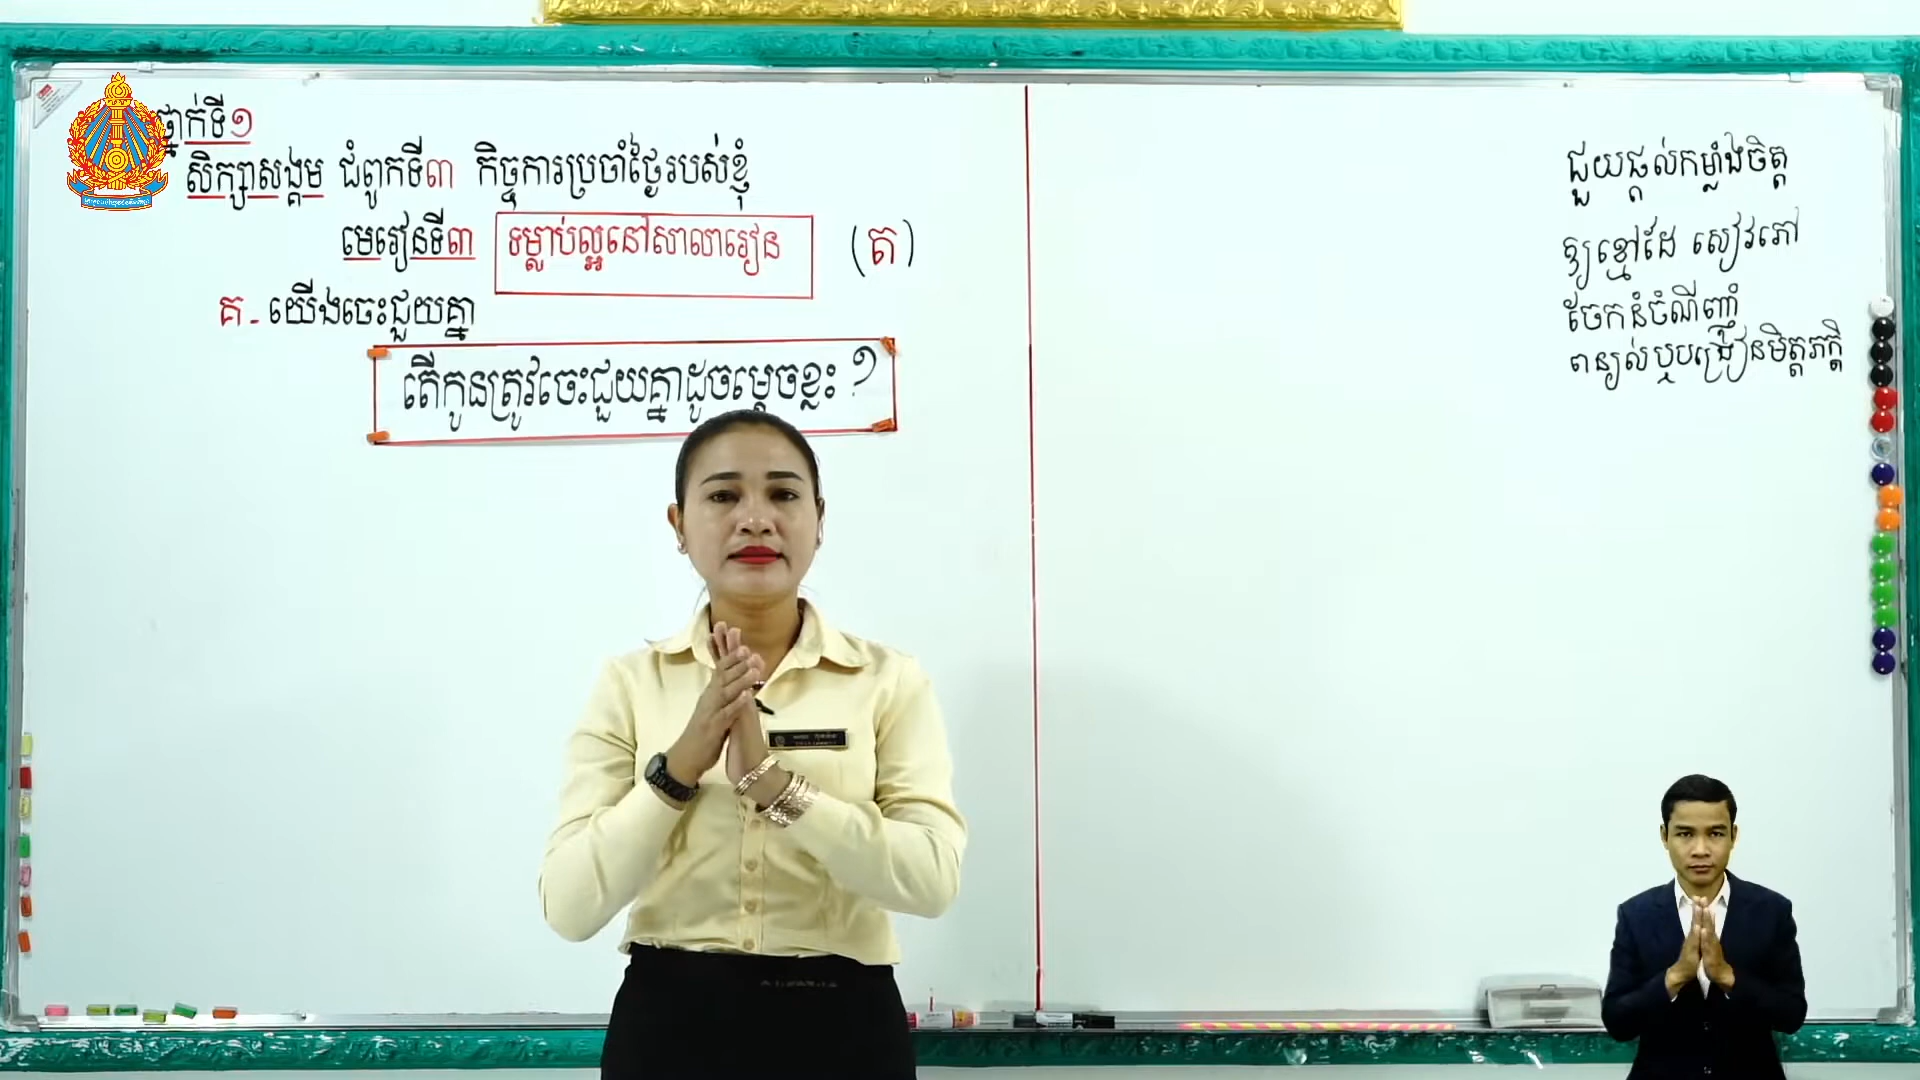 ថ្នាក់ទី១
សិក្សាសង្គម ជំពូកទី៣ កិច្ចការប្រចាំថ្ងៃរបស់ខ្ញុំ
មេរៀនទី៣ ទម្លាប់ល្អនៅសាលារៀន (ត)
គ- យើងចេះជួយគ្នា
តើកូនត្រូវចេះជួយគ្នាដូចម្ដេចខ្លះ ?
ជួយផ្ដល់កម្លាំងចិត្ត
ឱ្យខ្មៅដៃ សៀវភៅ
ចែកនំចំណីញ៉ាំ
ពន្យល់ឬបង្រៀនមិត្តភក្តិ